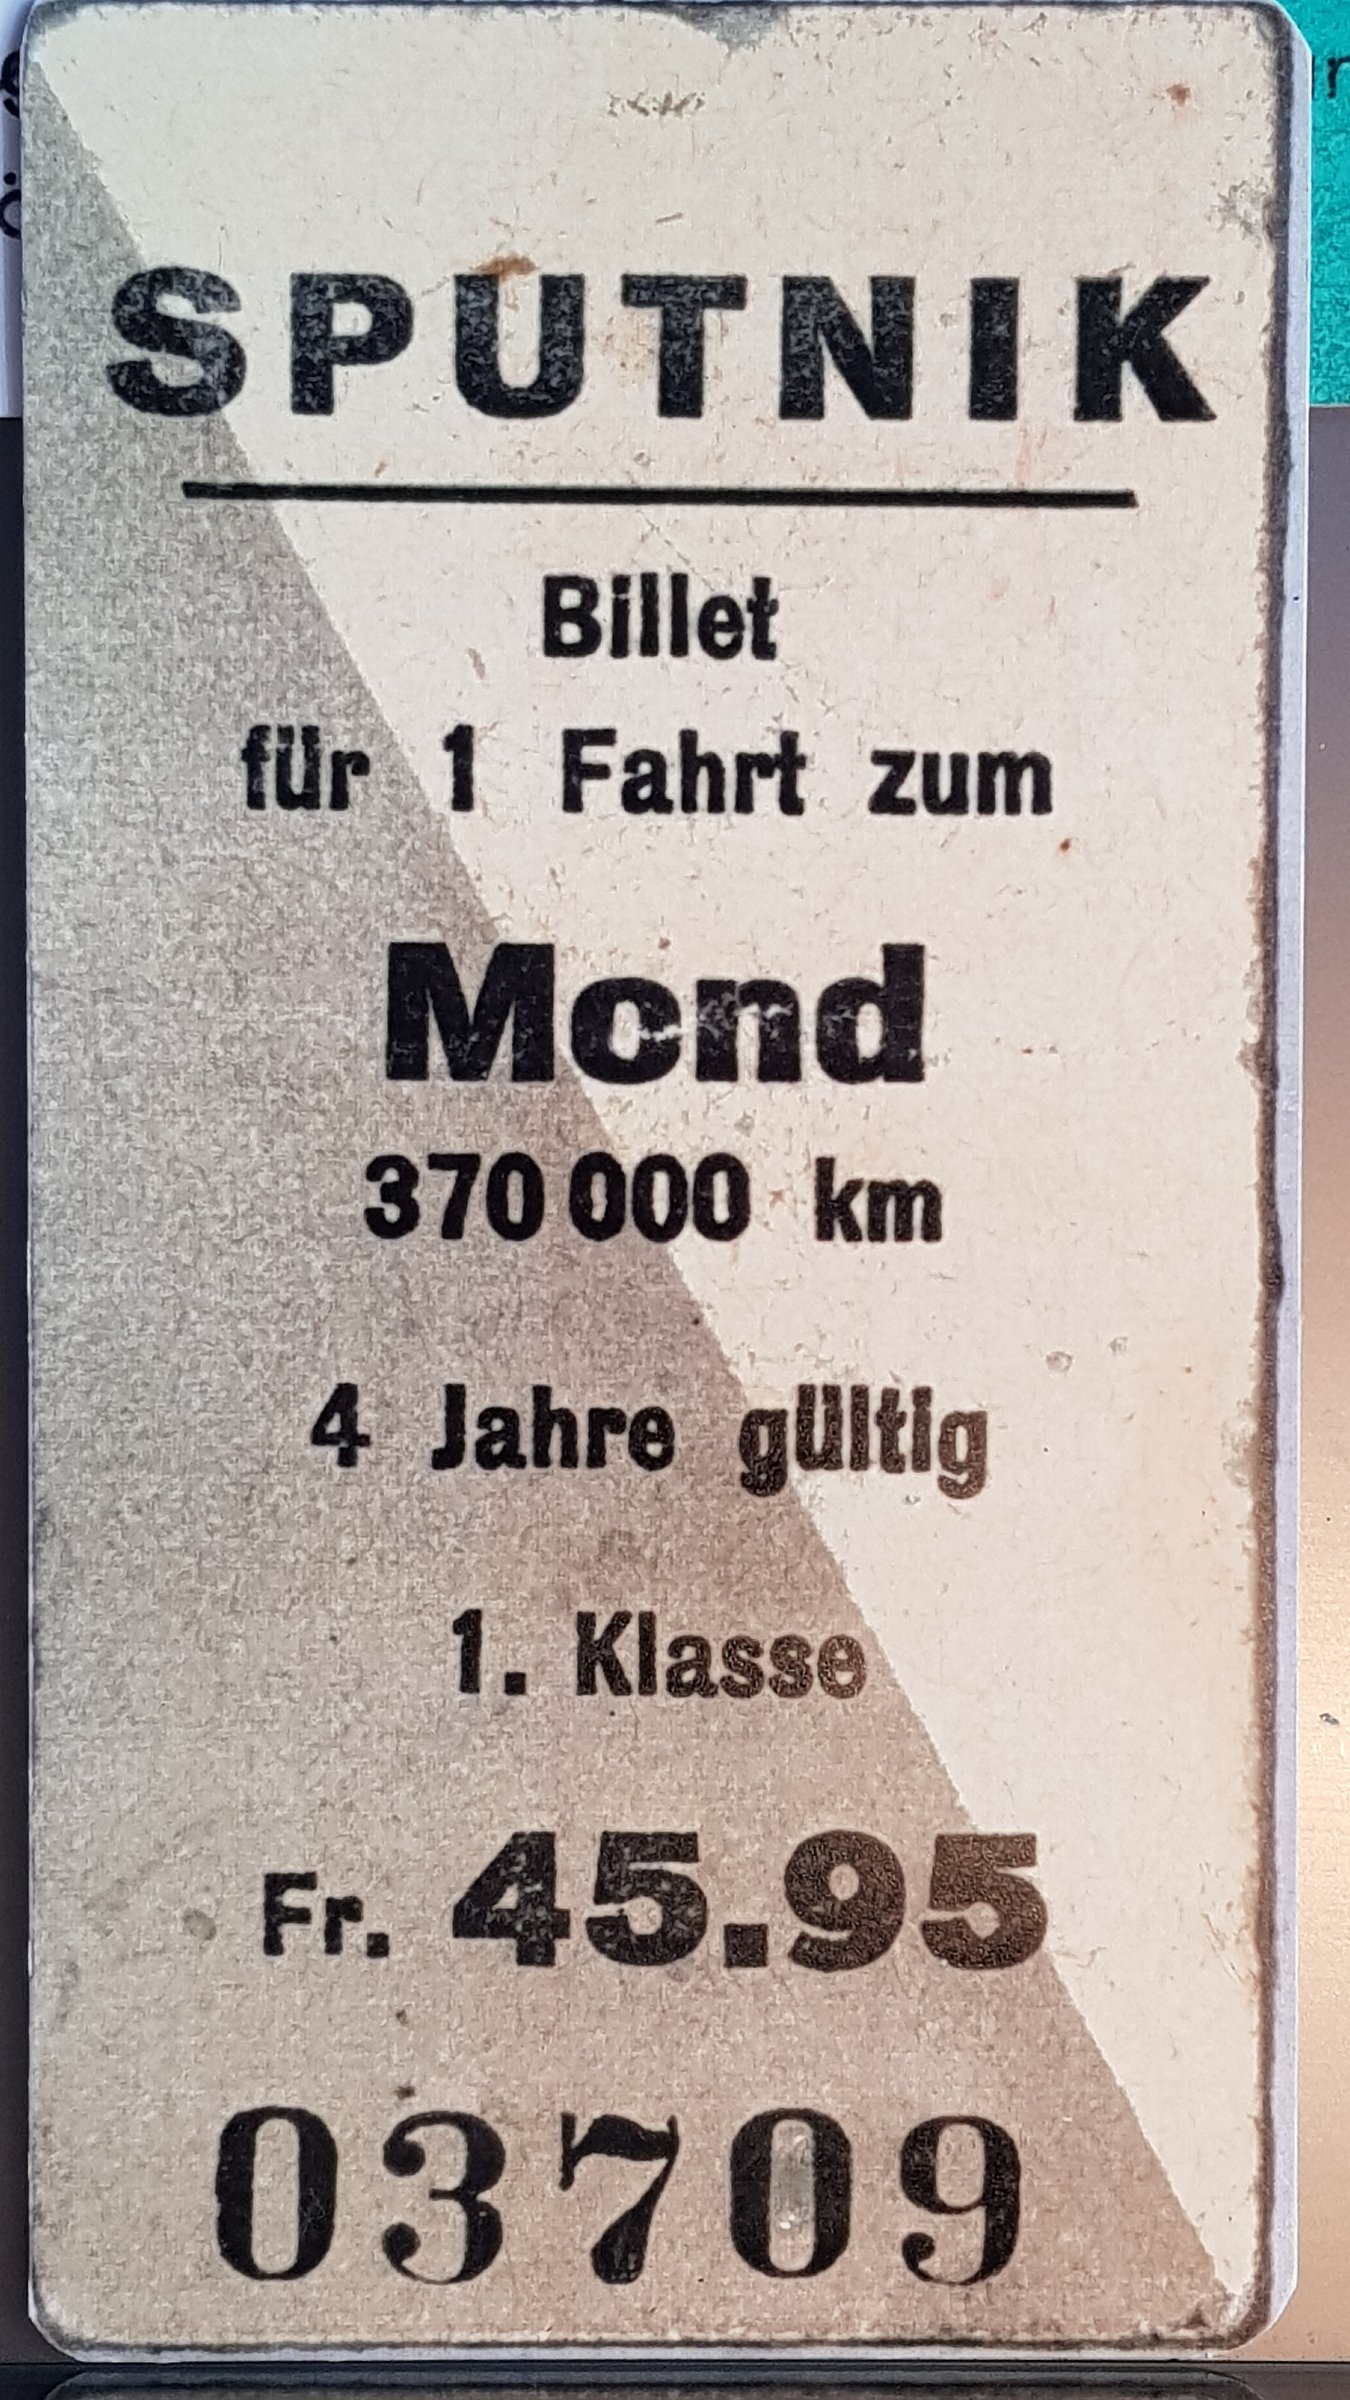 SPUTNIK
Billet
für 1 Fahrt zum
Mond
370 000 km
4 Jahre gültig
1. Klasse
Fr. 45.95
03709